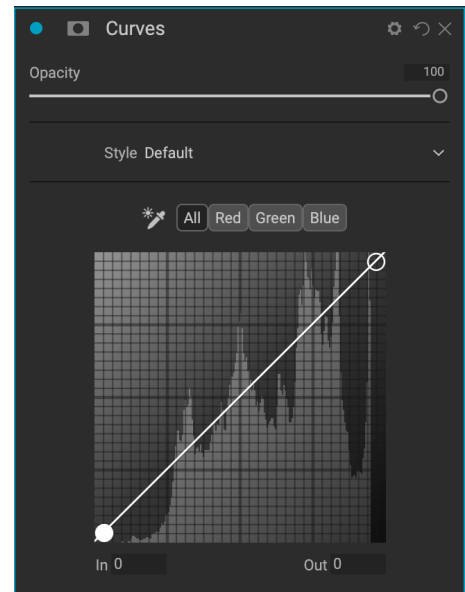 Curves
Opacity 100
Style Default
All Red Green Blue
In 0 Out 0